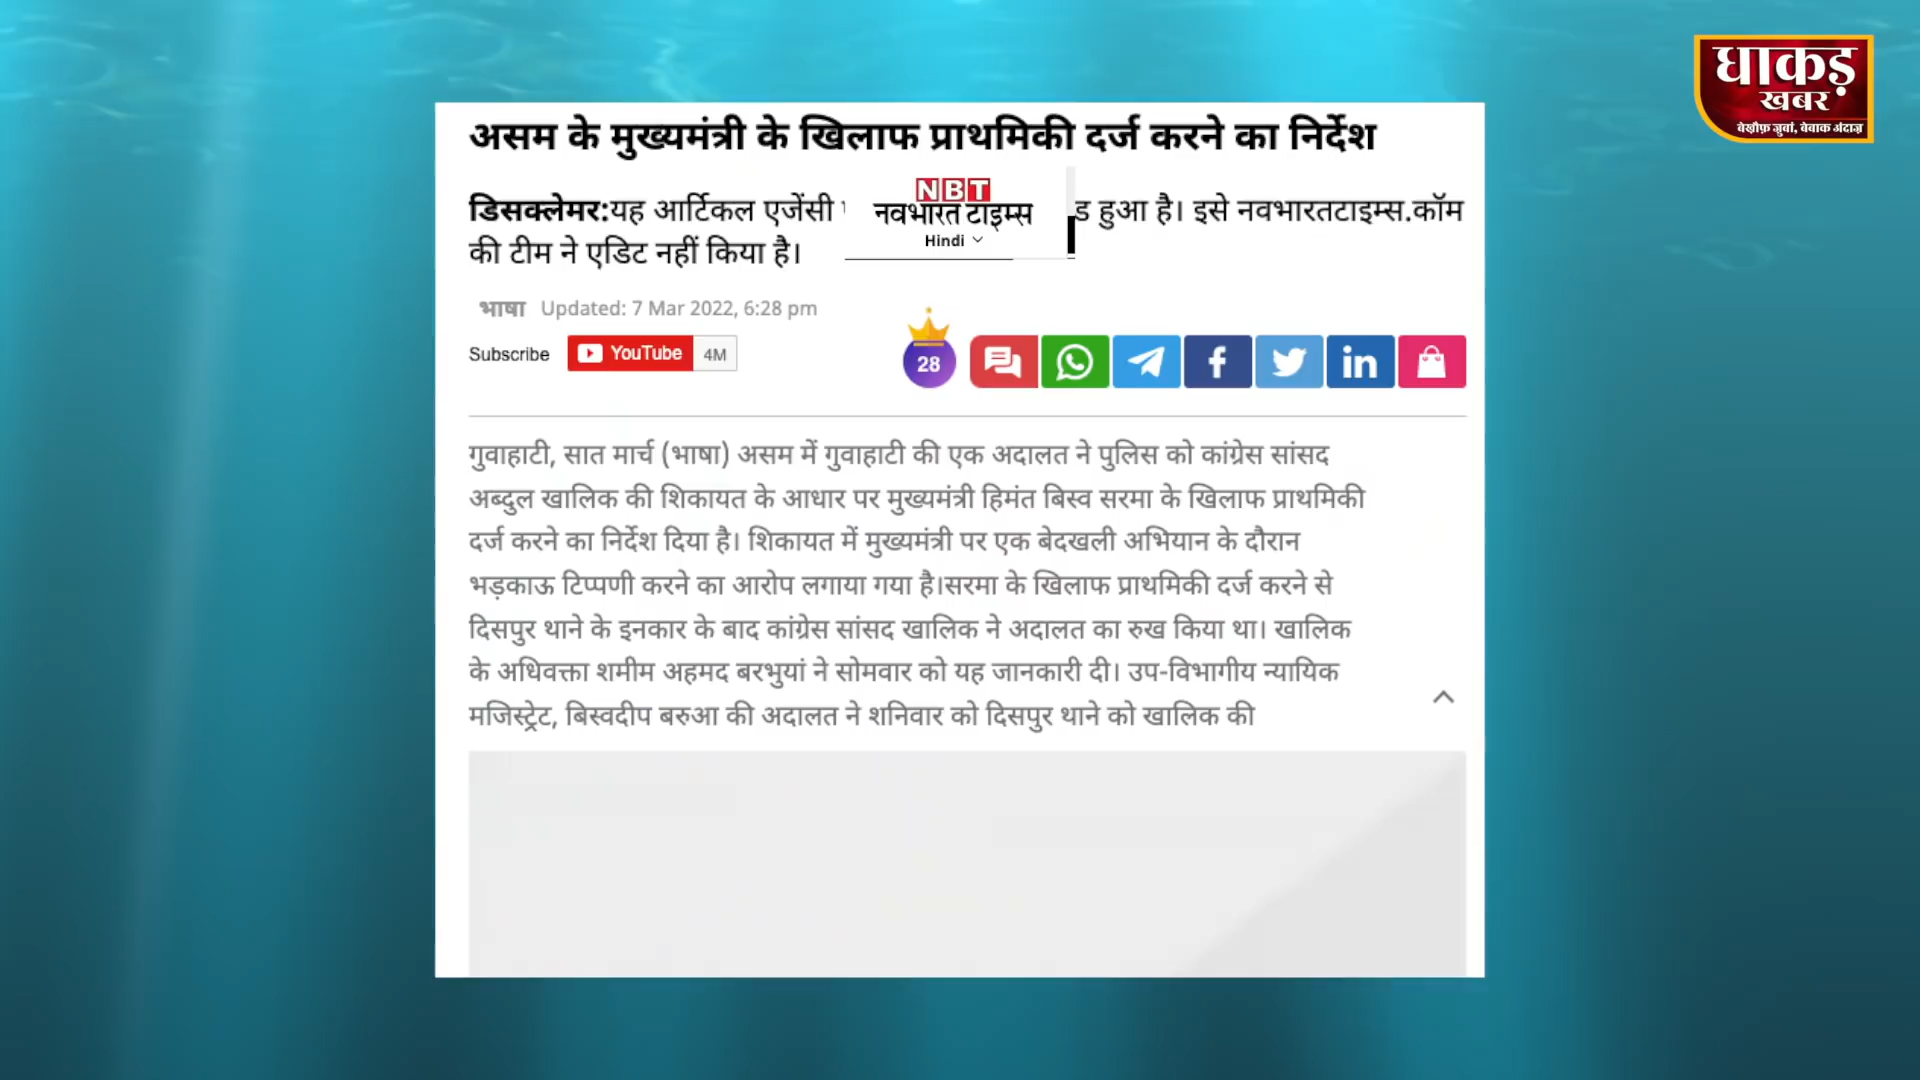 धाकड़
खबर
बेख़ौफ़ जुबां, बेबाक अंदाज़
असम के मुख्यमंत्री के खिलाफ प्राथमिकी दर्ज करने का निर्देश
NBT
नवभारत टाइम्स
Hindi
डिसक्लेमर:यह आर्टिकल एजेंसी ड हुआ है। इसे नवभारतटाइम्स.कॉम
की टीम ने एडिट नहीं किया है।
भाषा Updated: 7 Mar 2022, 6:28 pm
Subscribe YouTube 4M
28
गुवाहाटी, सात मार्च (भाषा) असम में गुवाहाटी की एक अदालत ने पुलिस को कांग्रेस सांसद
अब्दुल खालिक की शिकायत के आधार पर मुख्यमंत्री हिमंत बिस्व सरमा के खिलाफ प्राथमिकी
दर्ज करने का निर्देश दिया है। शिकायत में मुख्यमंत्री पर एक बेदखली अभियान के दौरान
भड़काऊ टिप्पणी करने का आरोप लगाया गया है।सरमा के खिलाफ प्राथमिकी दर्ज करने से
दिसपुर थाने के इनकार के बाद कांग्रेस सांसद खालिक ने अदालत का रुख किया था। खालिक
के अधिवक्ता शमीम अहमद बरभुयां ने सोमवार को यह जानकारी दी। उप-विभागीय न्यायिक
मजिस्ट्रेट, बिस्वदीप बरुआ की अदालत ने शनिवार को दिसपुर थाने को खालिक की